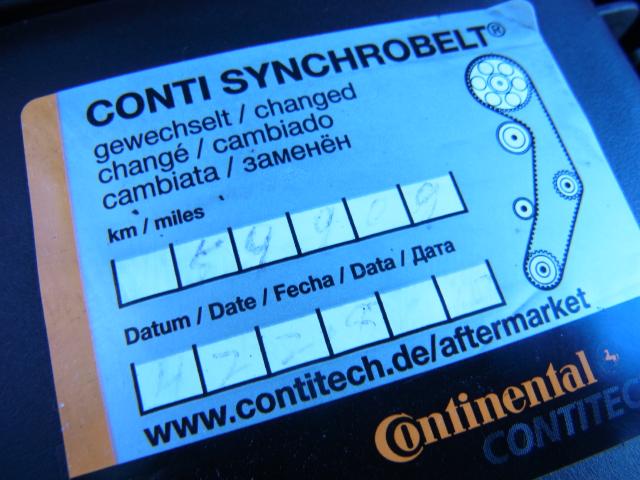 CONTI SYNCHROBELT®
gewechselt / changed
changé / cambiado
cambiata / заменён
km / miles
Datum / Date / Fecha / Data / Дата
www.contitech.de/aftermarket
Continental
CONTITEC